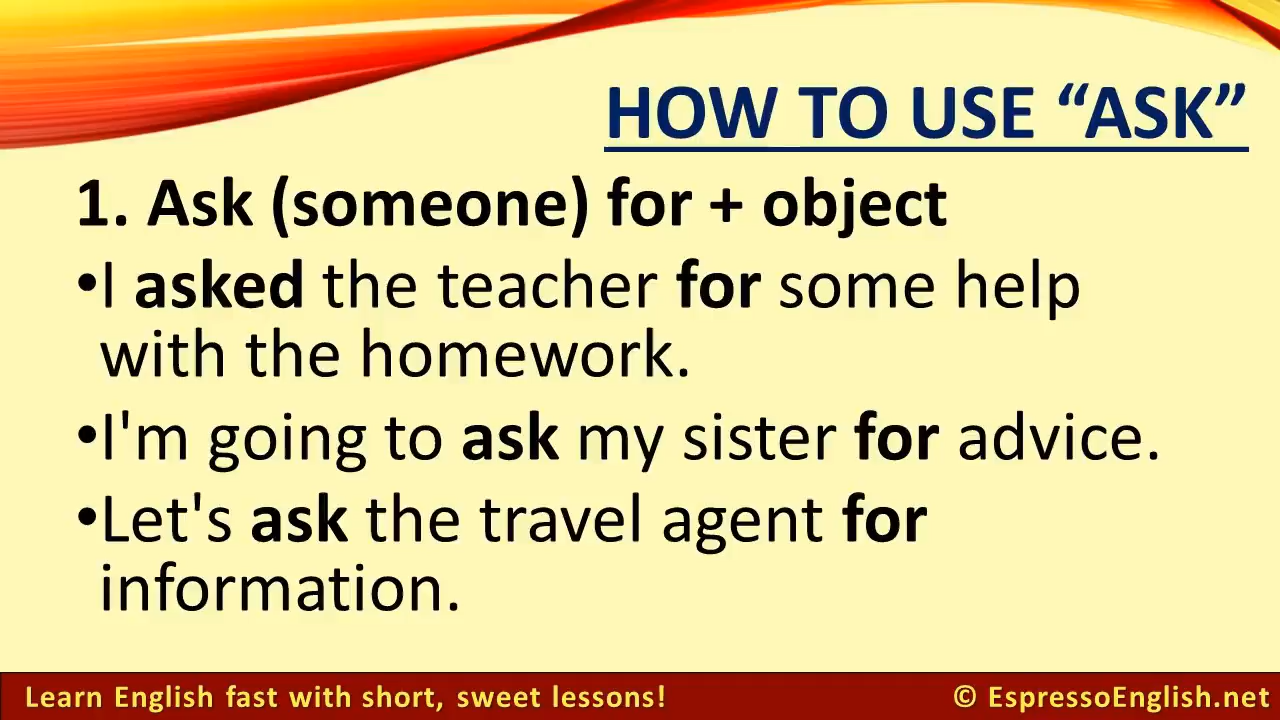 HOW TO USE “ASK”
1. Ask (someone) for + object
•I asked the teacher for some help
with the homework.
•I'm going to ask my sister for advice.
•Let's ask the travel agent for
information.
Learn English fast with short, sweet lessons!
© EspressoEnglish.net